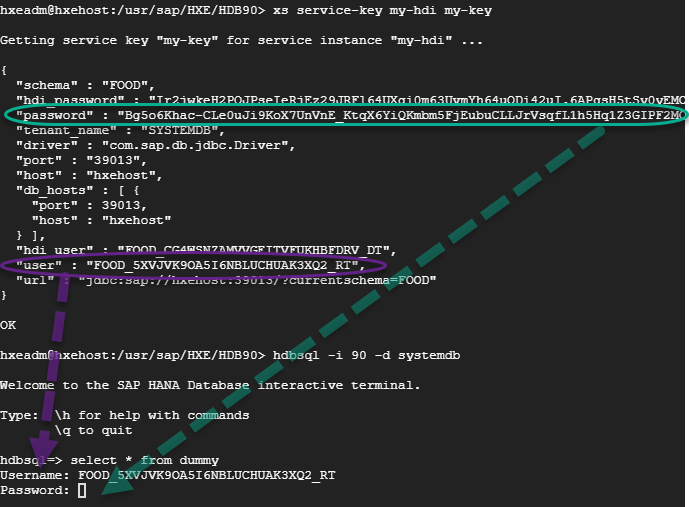 hxeadm@hxehost:/usr/sap/HXE/HDB90> xs service-key my-hdi my-key
Getting service key "my-key" for service instance "my-hdi" ...
{
"schema" : "FOOD",
"hdi_password" :
"password" : "Bg5o6Khac-CLe0uJi9KoX7UnVnE_KtqX6YiQKmbm5FjEubuCLLJrVsqfL1h5Hq1Z3GIPF2MC
"tenant_name" : "SYSTEMDB",
"driver" : "com.sap.db.jdbc.Driver",
"port" : "39013",
"host" : "hxehost",
"db_hosts" : [ {
"port" : 39013,
"host" : "hxehost"
} ],
"hdi_user" : "FOOD_CG4WSNZAMVVGEITVFUKHBFDRV_DT",
"user" : "FOOD_5XVJVK9OA5I6NBLUCHUAK3XQ2_RT",
"url" : "jdbc:sap://hxehost:39013/?currentschema=FOOD"
}
OK
hxeadm@hxehost:/usr/sap/HXE/HDB90> hdbsql -i 90 -d systemdb
Welcome to the SAP HANA Database interactive terminal.
Type: \h for help with commands
\q to quit
hdbsql=> select * from dummy
Username: FOOD_5XVJVK9OA5I6NBLUCHUAK3XQ2_RT
Password: